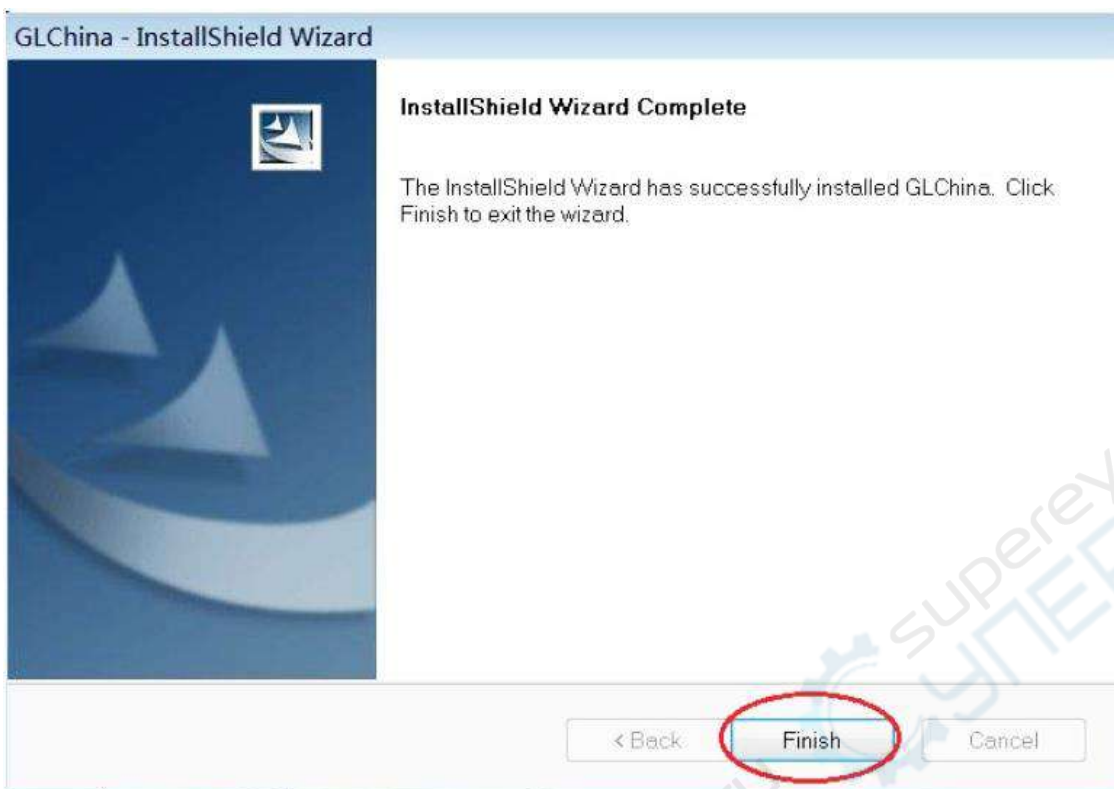 GLChina - InstallShield Wizard
InstallShield Wizard Complete
The InstallShield Wizard has successfully installed GLChina. Click
Finish to exit the wizard.
< Back
Finish
Cancel
superey